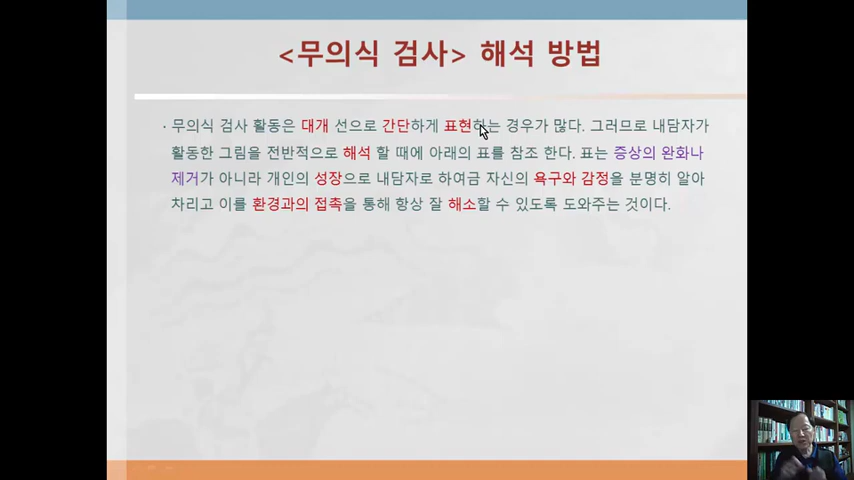 <무의식 검사> 해석 방법
· 무의식 검사 활동은 대개 선으로 간단하게 표현하는 경우가 많다. 그러므로 내담자가
활동한 그림을 전반적으로 해석 할 때에 아래의 표를 참조 한다. 표는 증상의 완화나
제거가 아니라 개인의 성장으로 내담자로 하여금 자신의 욕구와 감정을 분명히 알아
차리고 이를 환경과의 접촉을 통해 항상 잘 해소할 수 있도록 도와주는 것이다.